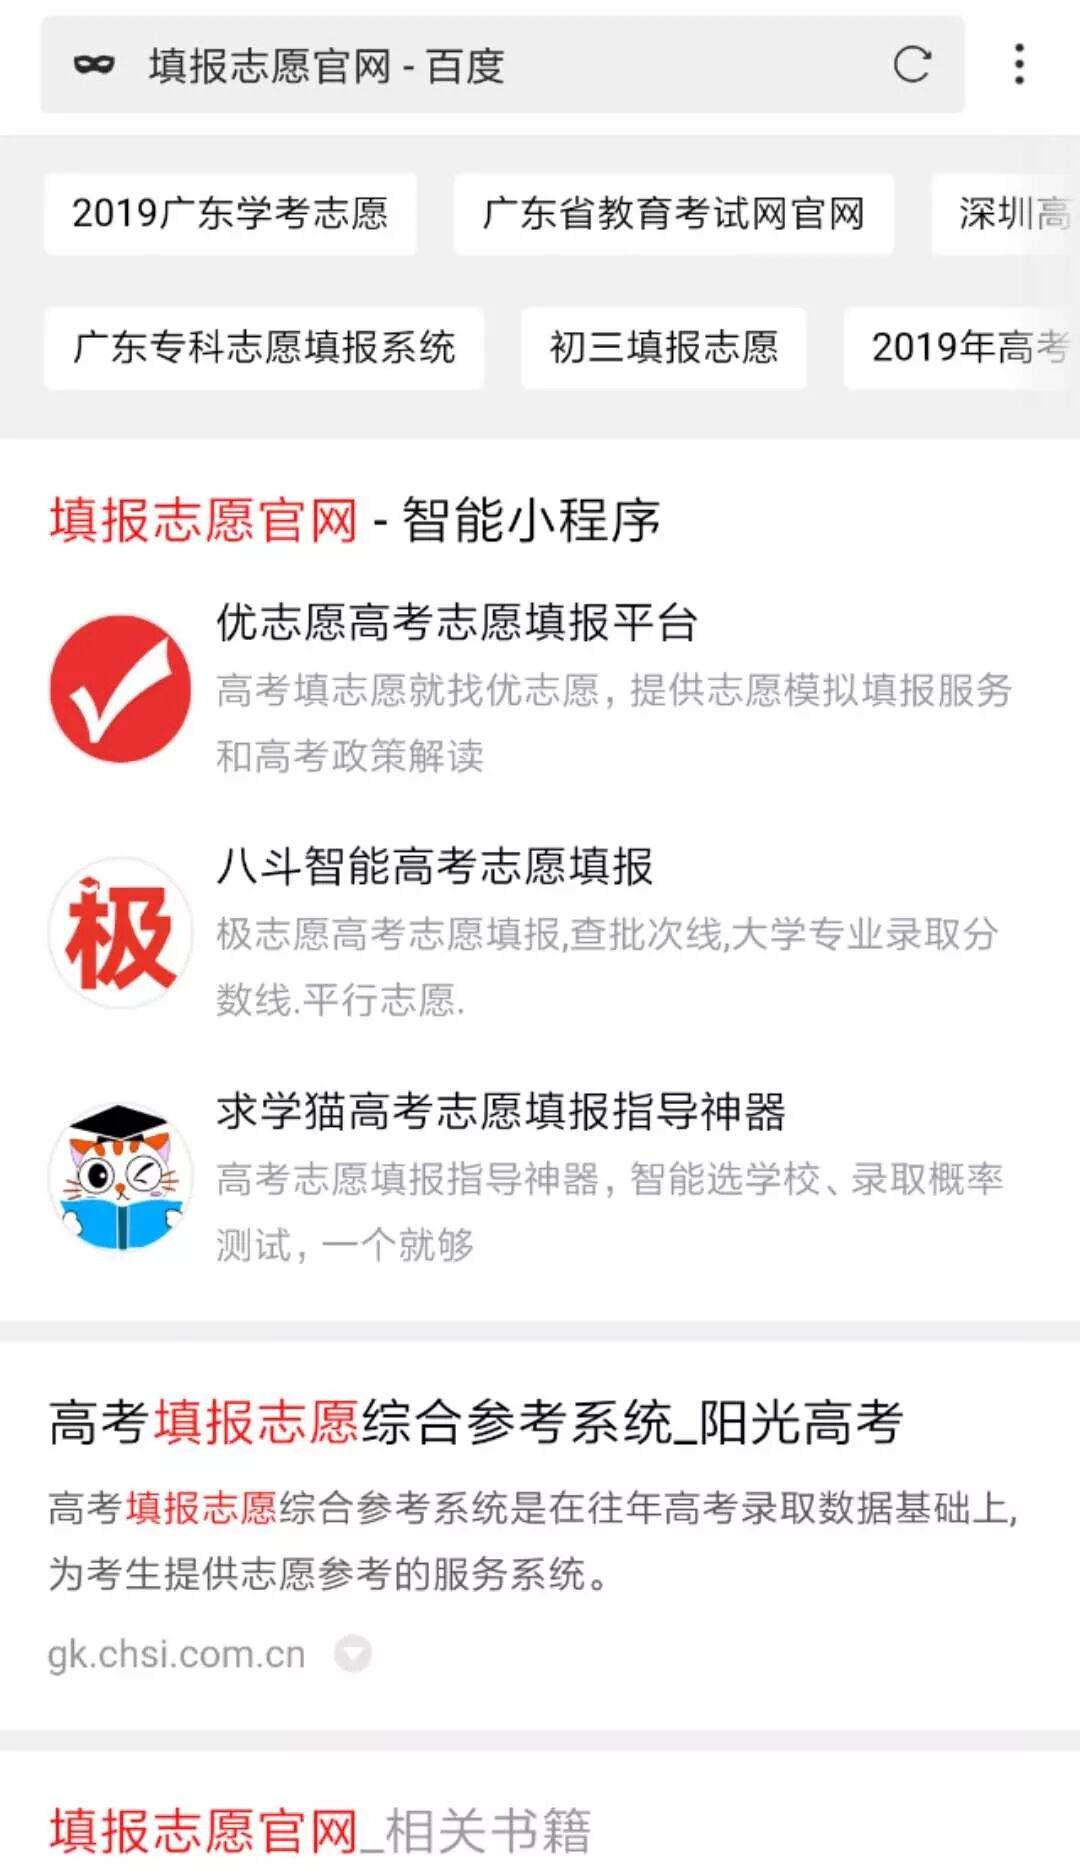 填报志愿官网 - 百度
2019广东学考志愿
广东省教育考试网官网
深圳高
广东专科志愿填报系统
初三填报志愿
2019年高考
填报志愿官网 - 智能小程序
优志愿高考志愿填报平台
高考填志愿就找优志愿，提供志愿模拟填报服务
和高考政策解读
极
八斗智能高考志愿填报
极志愿高考志愿填报,查批次线,大学专业录取分
数线.平行志愿.
求学猫高考志愿填报指导神器
高考志愿填报指导神器，智能选学校、录取概率
测试，一个就够
高考填报志愿综合参考系统_阳光高考
高考填报志愿综合参考系统是在往年高考录取数据基础上,
为考生提供志愿参考的服务系统。
gk.chsi.com.cn
填报志愿官网_相关书籍